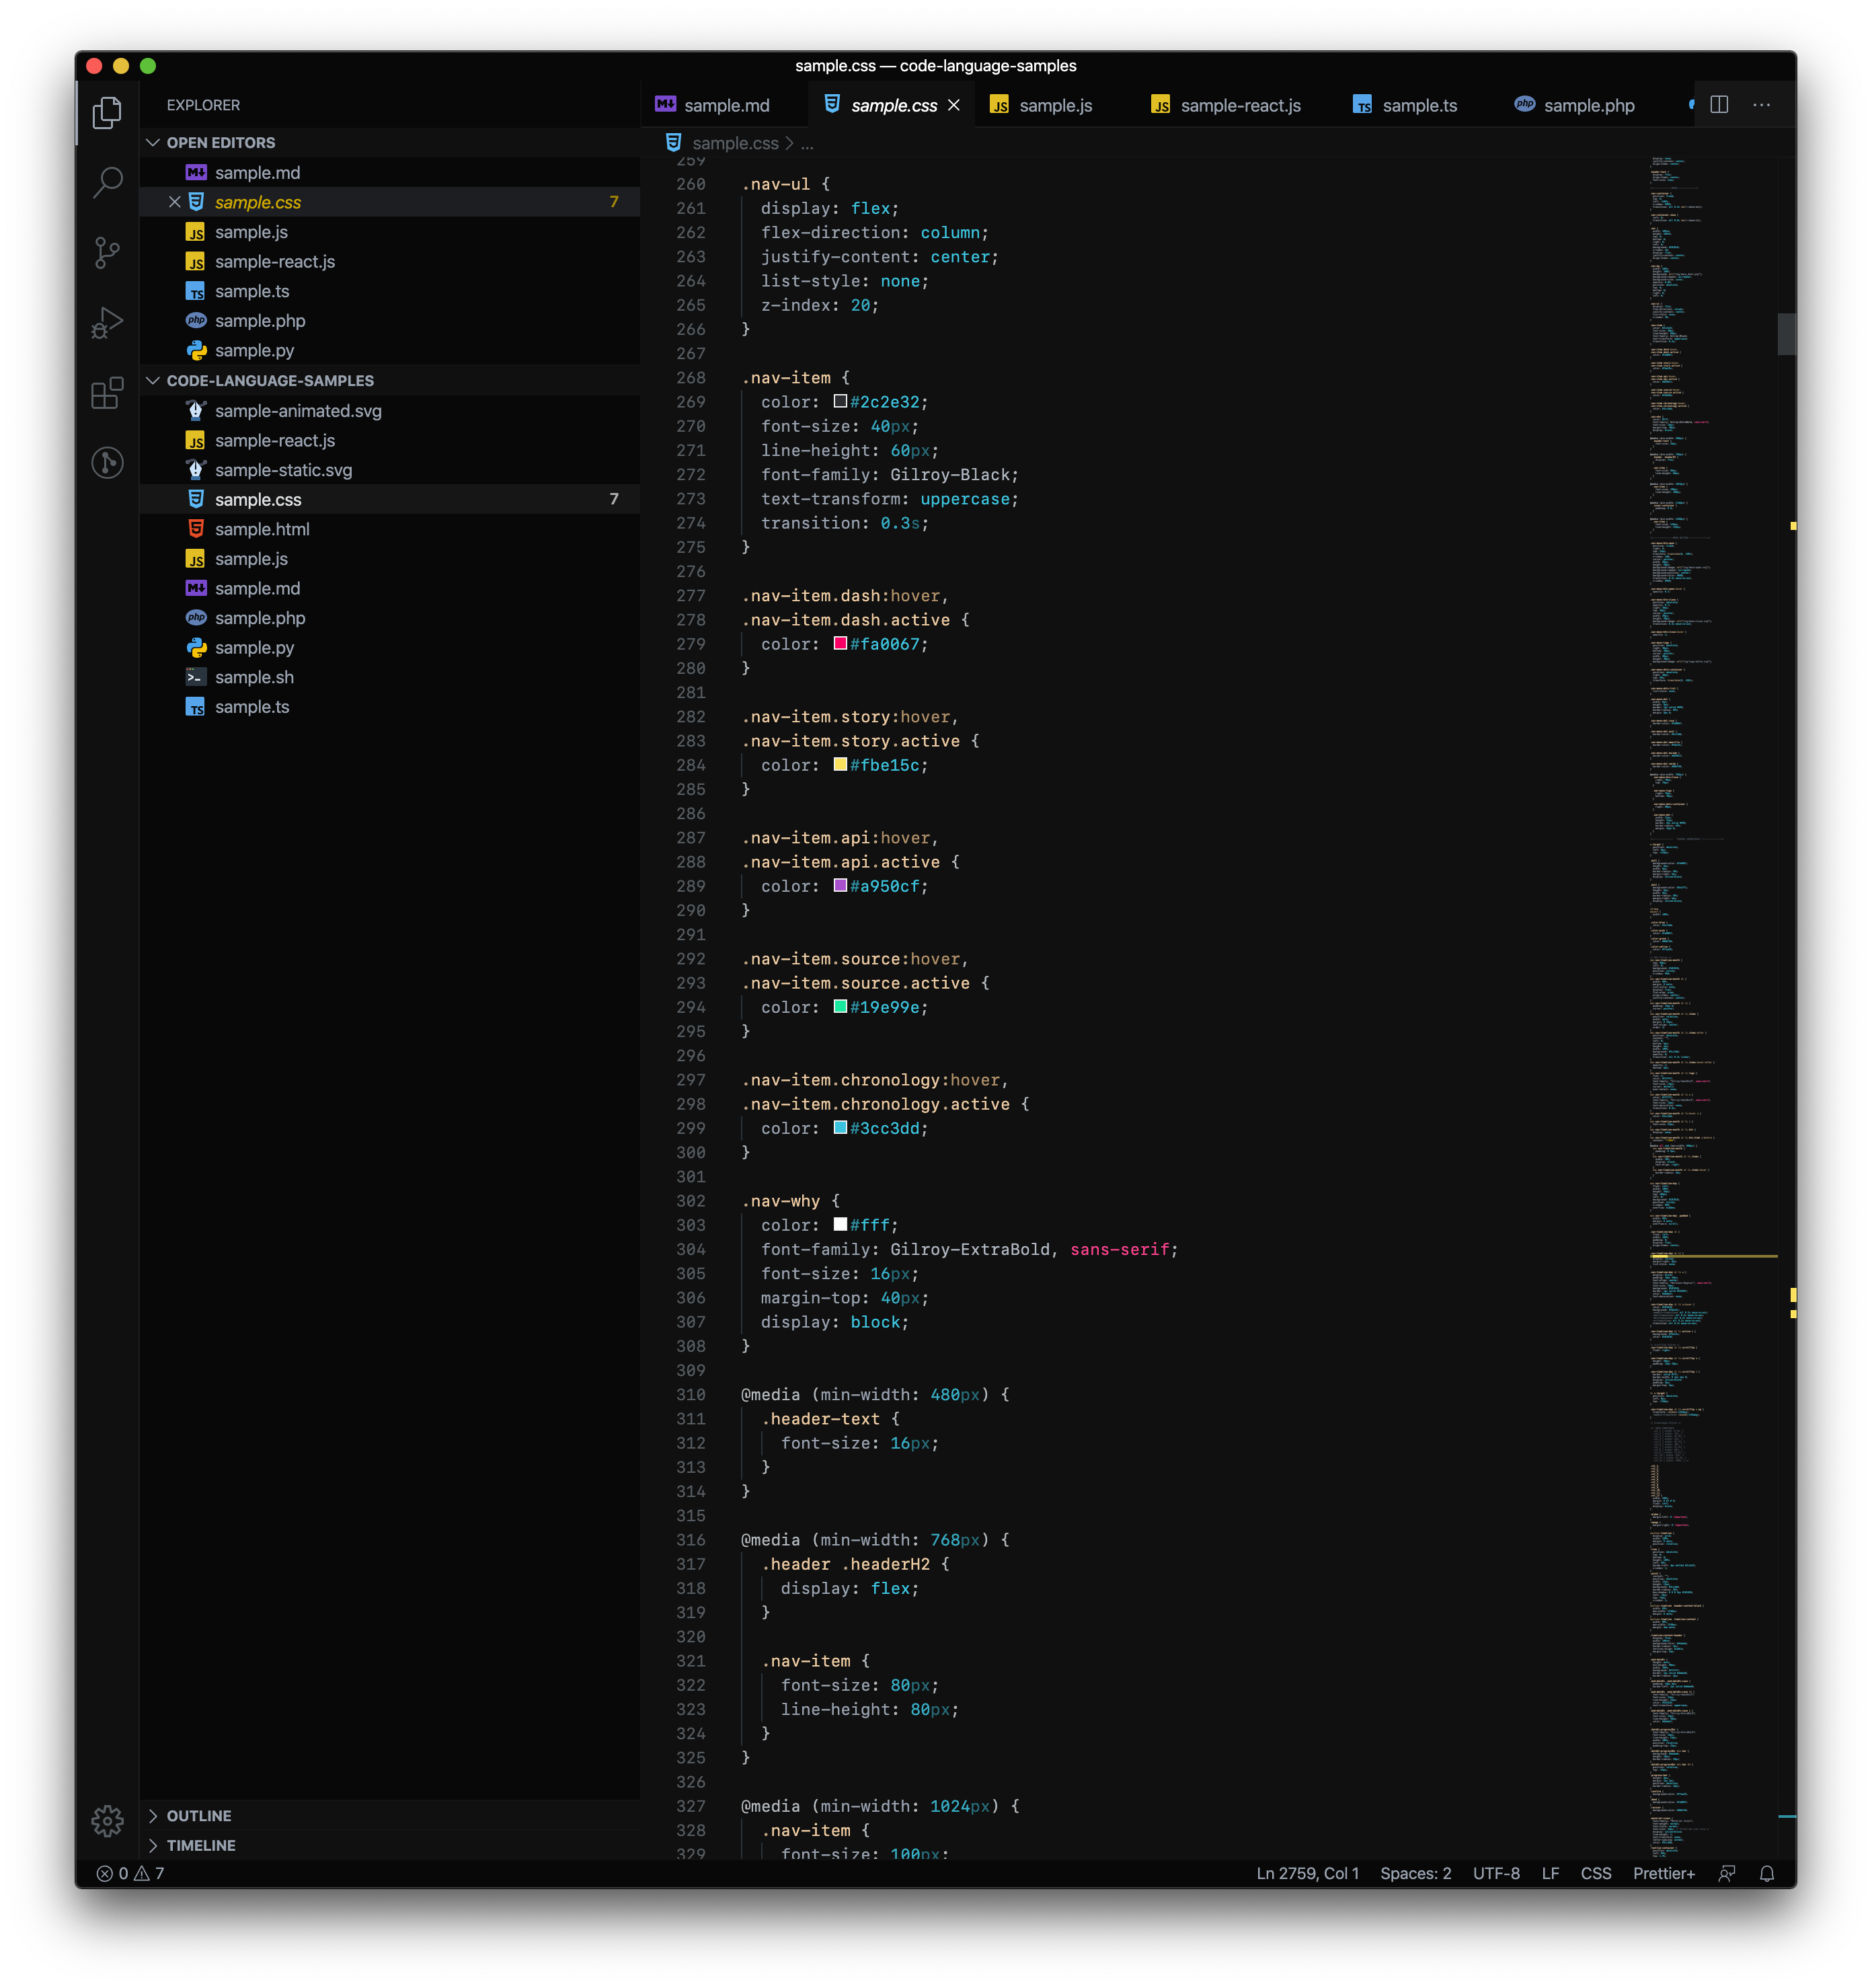 sample.css — code-language-samples
EXPLORER
OPEN EDITORS
sample.md
sample.css 7
sample.js
sample-react.js
sample.ts
sample.php
sample.py
CODE-LANGUAGE-SAMPLES
sample-animated.svg
sample-react.js
sample-static.svg
sample.css 7
sample.html
sample.js
sample.md
sample.php
sample.py
sample.sh
sample.ts
OUTLINE
TIMELINE
sample.md sample.css sample.js sample-react.js sample.ts sample.php
sample.css > ...
259
260 .nav-ul {
261 display: flex;
262 flex-direction: column;
263 justify-content: center;
264 list-style: none;
265 z-index: 20;
266 }
267
268 .nav-item {
269 color: #2c2e32;
270 font-size: 40px;
271 line-height: 60px;
272 font-family: Gilroy-Black;
273 text-transform: uppercase;
274 transition: 0.3s;
275 }
276
277 .nav-item.dash:hover,
278 .nav-item.dash.active {
279 color: #fa0067;
280 }
281
282 .nav-item.story:hover,
283 .nav-item.story.active {
284 color: #fbe15c;
285 }
286
287 .nav-item.api:hover,
288 .nav-item.api.active {
289 color: #a950cf;
290 }
291
292 .nav-item.source:hover,
293 .nav-item.source.active {
294 color: #19e99e;
295 }
296
297 .nav-item.chronology:hover,
298 .nav-item.chronology.active {
299 color: #3cc3dd;
300 }
301
302 .nav-why {
303 color: #fff;
304 font-family: Gilroy-ExtraBold, sans-serif;
305 font-size: 16px;
306 margin-top: 40px;
307 display: block;
308 }
309
310 @media (min-width: 480px) {
311 .header-text {
312 font-size: 16px;
313 }
314 }
315
316 @media (min-width: 768px) {
317 .header .headerH2 {
318 display: flex;
319 }
320
321 .nav-item {
322 font-size: 80px;
323 line-height: 80px;
324 }
325 }
326
327 @media (min-width: 1024px) {
328 .nav-item {
329 font-size: 100px;
0 7 Ln 2759, Col 1 Spaces: 2 UTF-8 LF CSS Prettier+